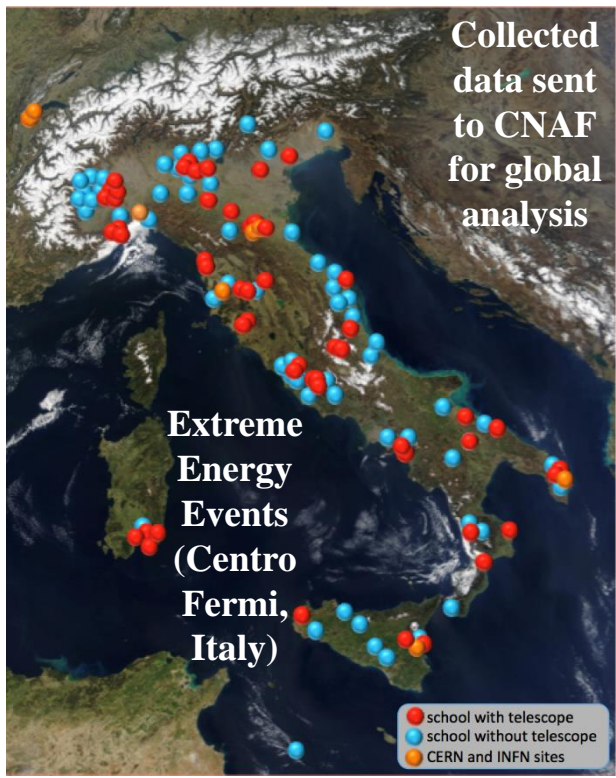 Collected
data sent
to CNAF
for global
analysis
Extreme
Energy
Events
(Centro
Fermi,
Italy)
school with telescope
school without telescope
CERN and INFN sites